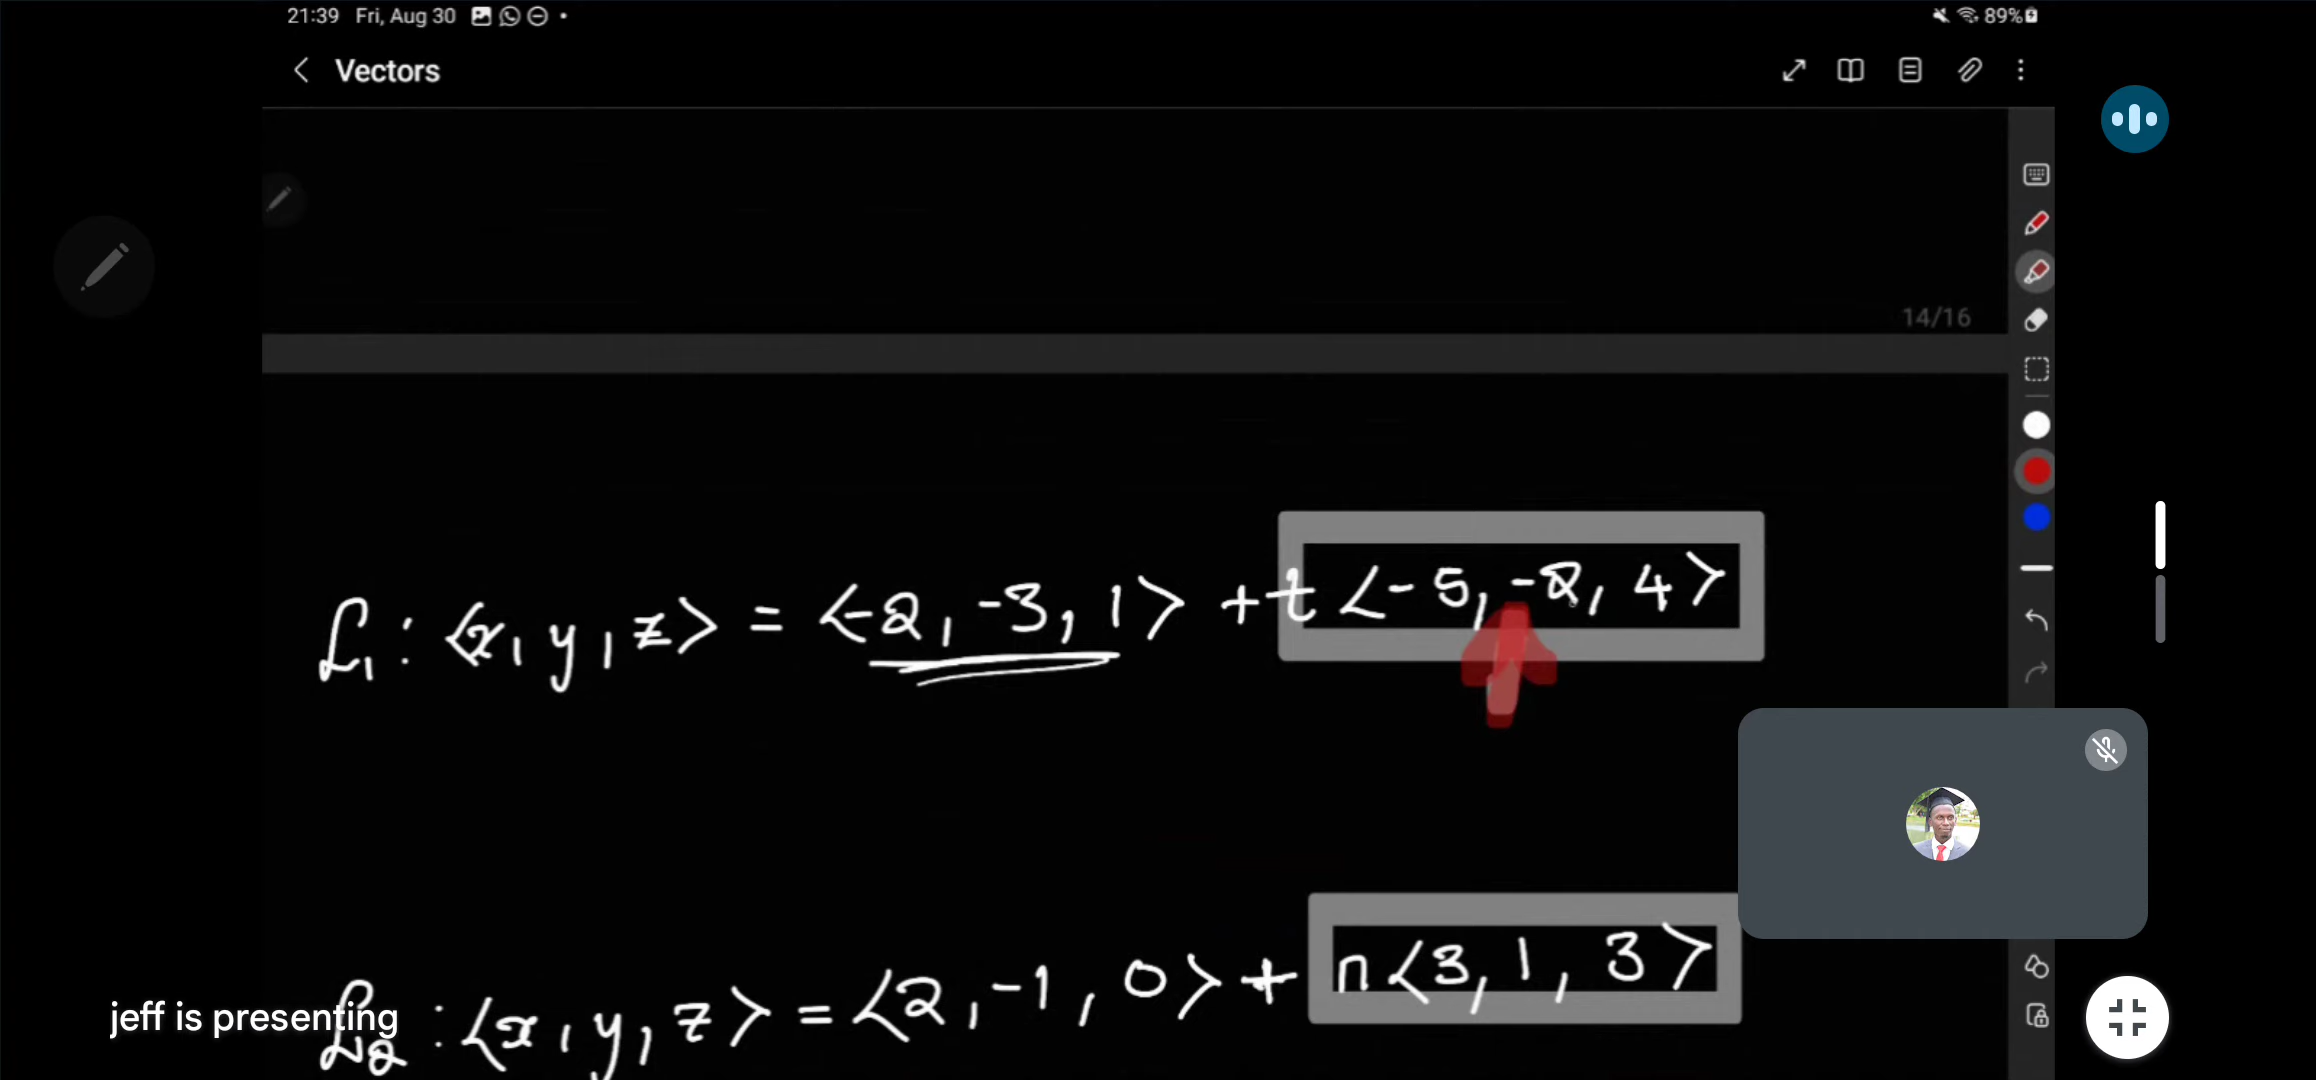 21:39 Fri, Aug 30
89%
Vectors
14/16
L₁: <x, y, z> = <-2, -3, 1> + t <-5, -2, 4>
L₂: <x, y, z> = <2, -1, 0> + n <3, 1, 3>
jeff is presenting